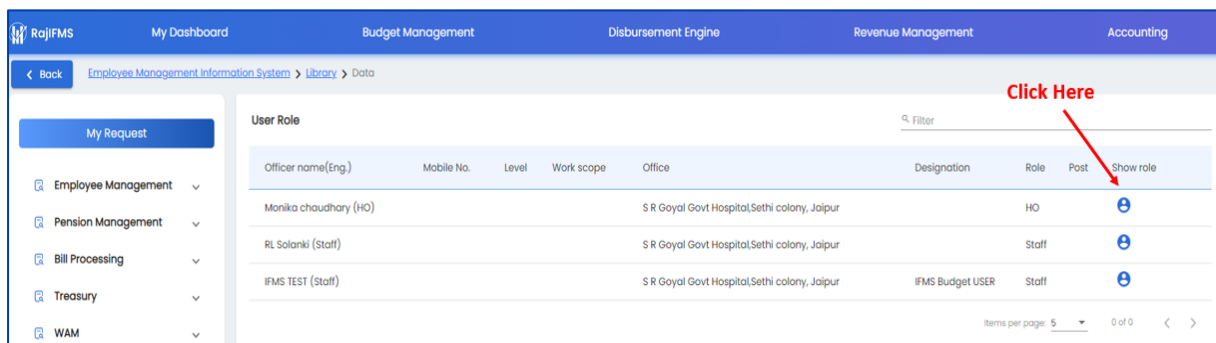 RajIFMS My Dashboard Budget Management Disbursement Engine Revenue Management Accounting
Back Employee Management Information System > Library > Data
Click Here
My Request
Employee Management
Pension Management
Bill Processing
Treasury
WAM
User Role Filter
Officer name(Eng.) Mobile No. Level Work scope Office Designation Role Post Show role
Monika chaudhary (HO) S R Goyal Govt Hospital,Sethi colony, Jaipur HO
RL Solanki (Staff) S R Goyal Govt Hospital,Sethi colony, Jaipur Staff
IFMS TEST (Staff) S R Goyal Govt Hospital,Sethi colony, Jaipur IFMS Budget USER Staff
Items per page: 5 0 of 0